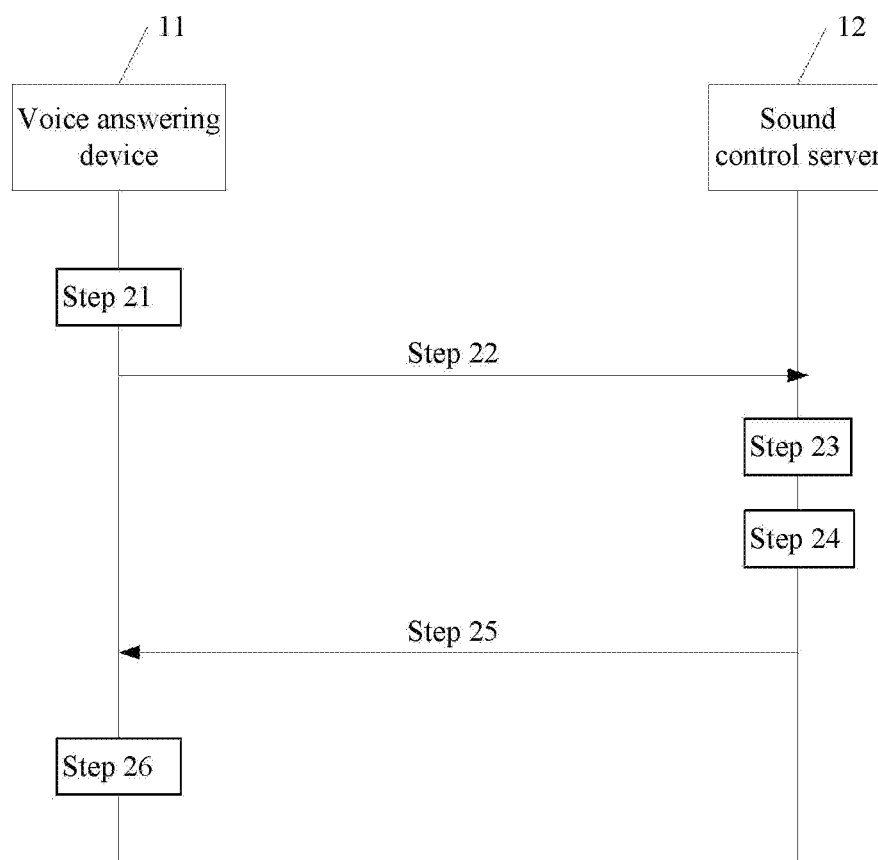 11
12
Voice answering
device
Sound
control server
Step 21
Step 22
Step 23
Step 24
Step 25
Step 26